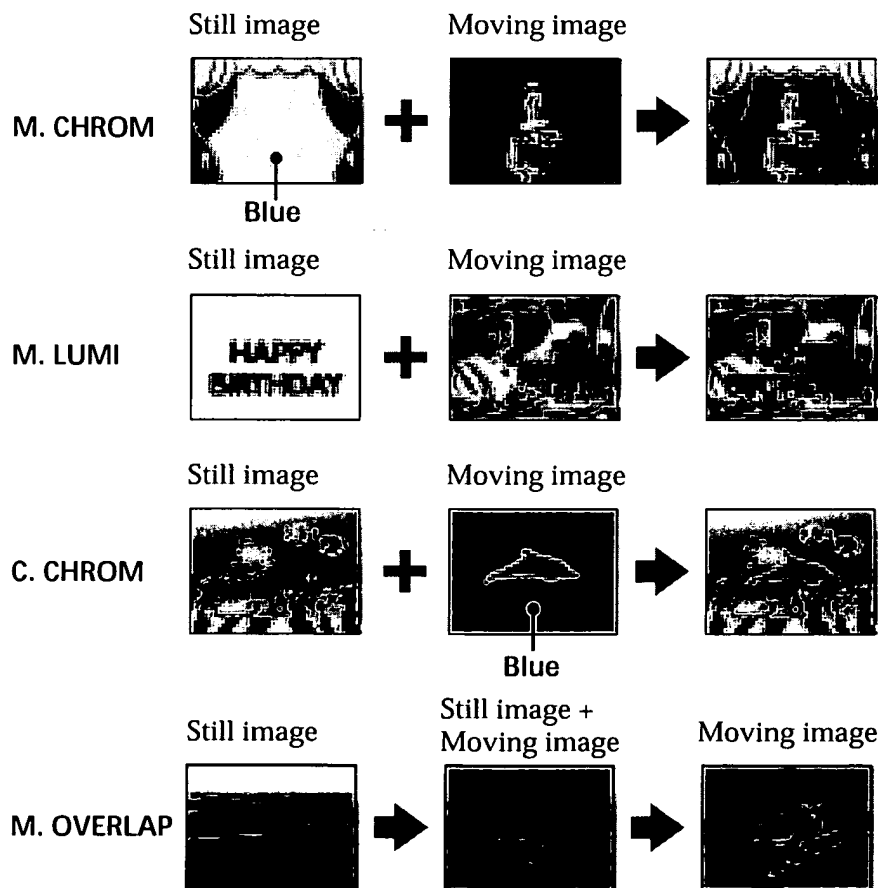 Still image Moving image
M. CHROM
Blue
Still image Moving image
M. LUMI
HAPPY
BIRTHDAY
Still image Moving image
C. CHROM
Blue
Still image Still image +
Moving image Moving image
M. OVERLAP